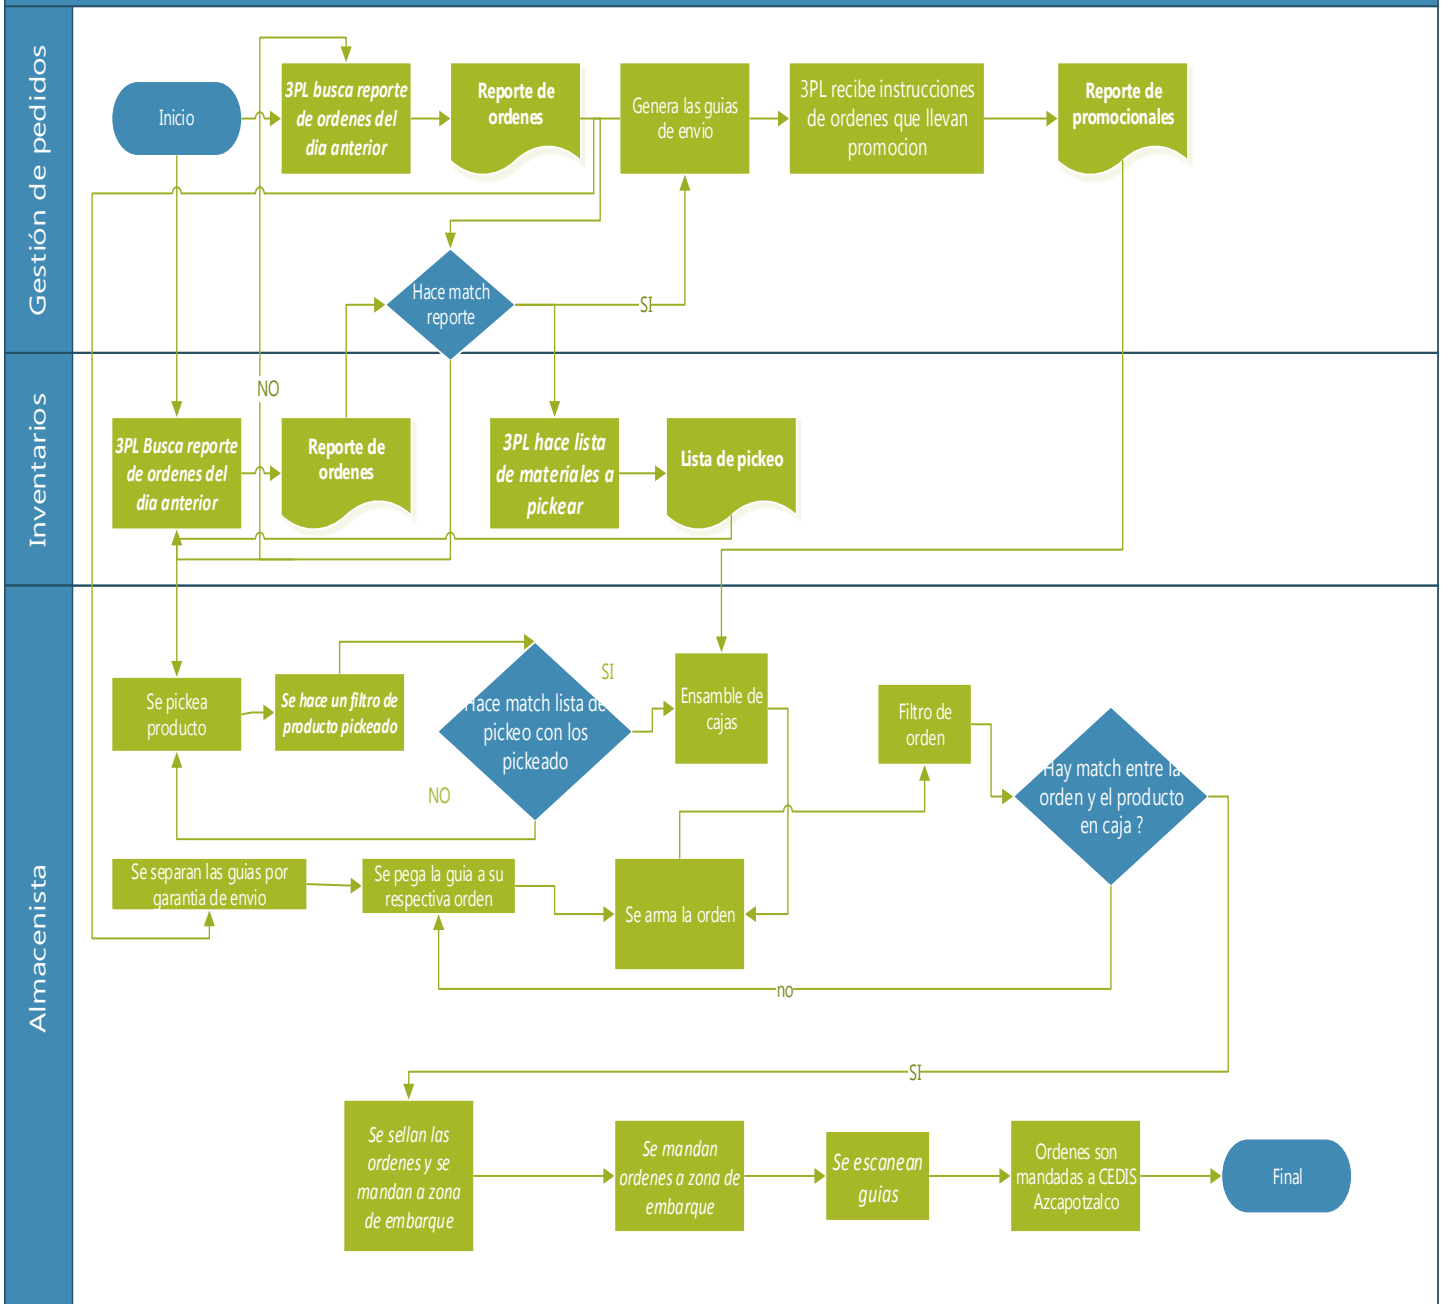 Gestión de pedidos
Inicio
3PL busca reporte
de ordenes del
dia anterior
Reporte de
ordenes
Genera las guias
de envio
3PL recibe instrucciones
de ordenes que llevan
promocion
Reporte de
promocionales
Hace match
reporte
SI
Inventarios
NO
3PL Busca reporte
de ordenes del
dia anterior
Reporte de
ordenes
3PL hace lista
de materiales a
pickear
Lista de pickeo
Almacenista
Se pickea
producto
Se hace un filtro de
producto pickeado
Hace match lista de
pickeo con los
pickeado
SI
NO
Ensamble de
cajas
Filtro de
orden
Hay match entre la
orden y el producto
en caja ?
Se separan las guias por
garantia de envio
Se pega la guia a su
respectiva orden
Se arma la orden
no
SI
Se sellan las
ordenes y se
mandan a zona
de embarque
Se mandan
ordenes a zona de
embarque
Se escanean
guias
Ordenes son
mandadas a CEDIS
Azcapotzalco
Final